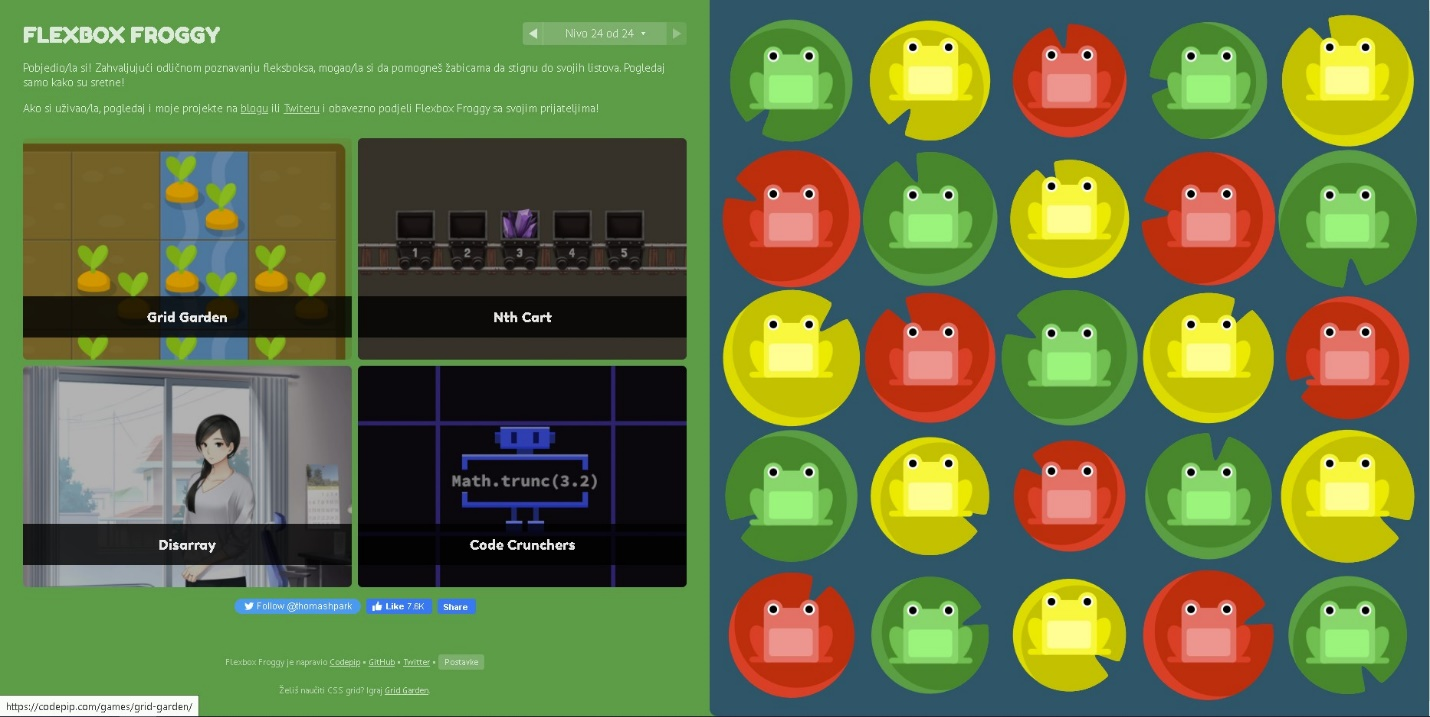 FLEXBOX FROGGY
Nivo 24 od 24
Pobjedio/la si! Zahvaljujući odličnom poznavanju fleksboksa, mogao/la si da pomogneš žabicama da stignu do svojih listova. Pogledaj
samo kako su sretne!
Ako si uživao/la, pogledaj i moje projekte na blogu ili Twiteru i obavezno podjeli Flexbox Froggy sa svojim prijateljima!
1 2 3 4 5
Grid Garden
Nth Cart
Math.trunc(3.2)
Disarray
Code Crunchers
Follow @thomashpark Like 7.6K Share
Flexbox Froggy je napravio Codepip • GitHub • Twitter • Postavke
Želiš naučiti CSS grid? Igraj Grid Garden.
https://codepip.com/games/grid-garden/